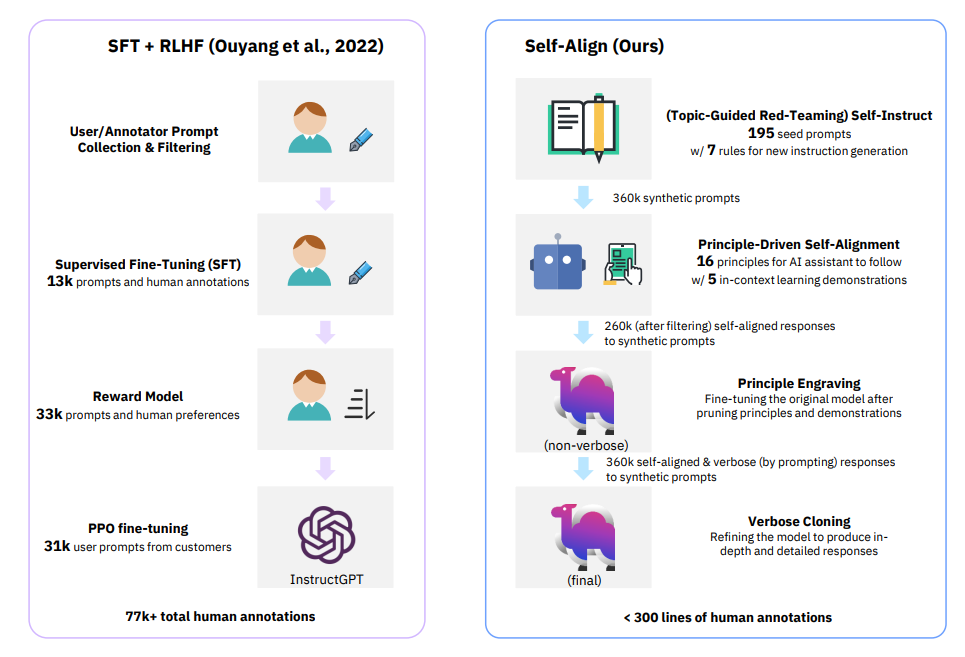 SFT + RLHF (Ouyang et al., 2022)
User/Annotator Prompt
Collection & Filtering
Supervised Fine-Tuning (SFT)
13k prompts and human annotations
Reward Model
33k prompts and human preferences
PPO fine-tuning
31k user prompts from customers
InstructGPT
77k+ total human annotations
Self-Align (Ours)
(Topic-Guided Red-Teaming) Self-Instruct
195 seed prompts
w/ 7 rules for new instruction generation
360k synthetic prompts
Principle-Driven Self-Alignment
16 principles for AI assistant to follow
w/ 5 in-context learning demonstrations
260k (after filtering) self-aligned responses
to synthetic prompts
Principle Engraving
Fine-tuning the original model after
pruning principles and demonstrations
(non-verbose)
360k self-aligned & verbose (by prompting) responses
to synthetic prompts
Verbose Cloning
Refining the model to produce in-
depth and detailed responses
(final)
< 300 lines of human annotations